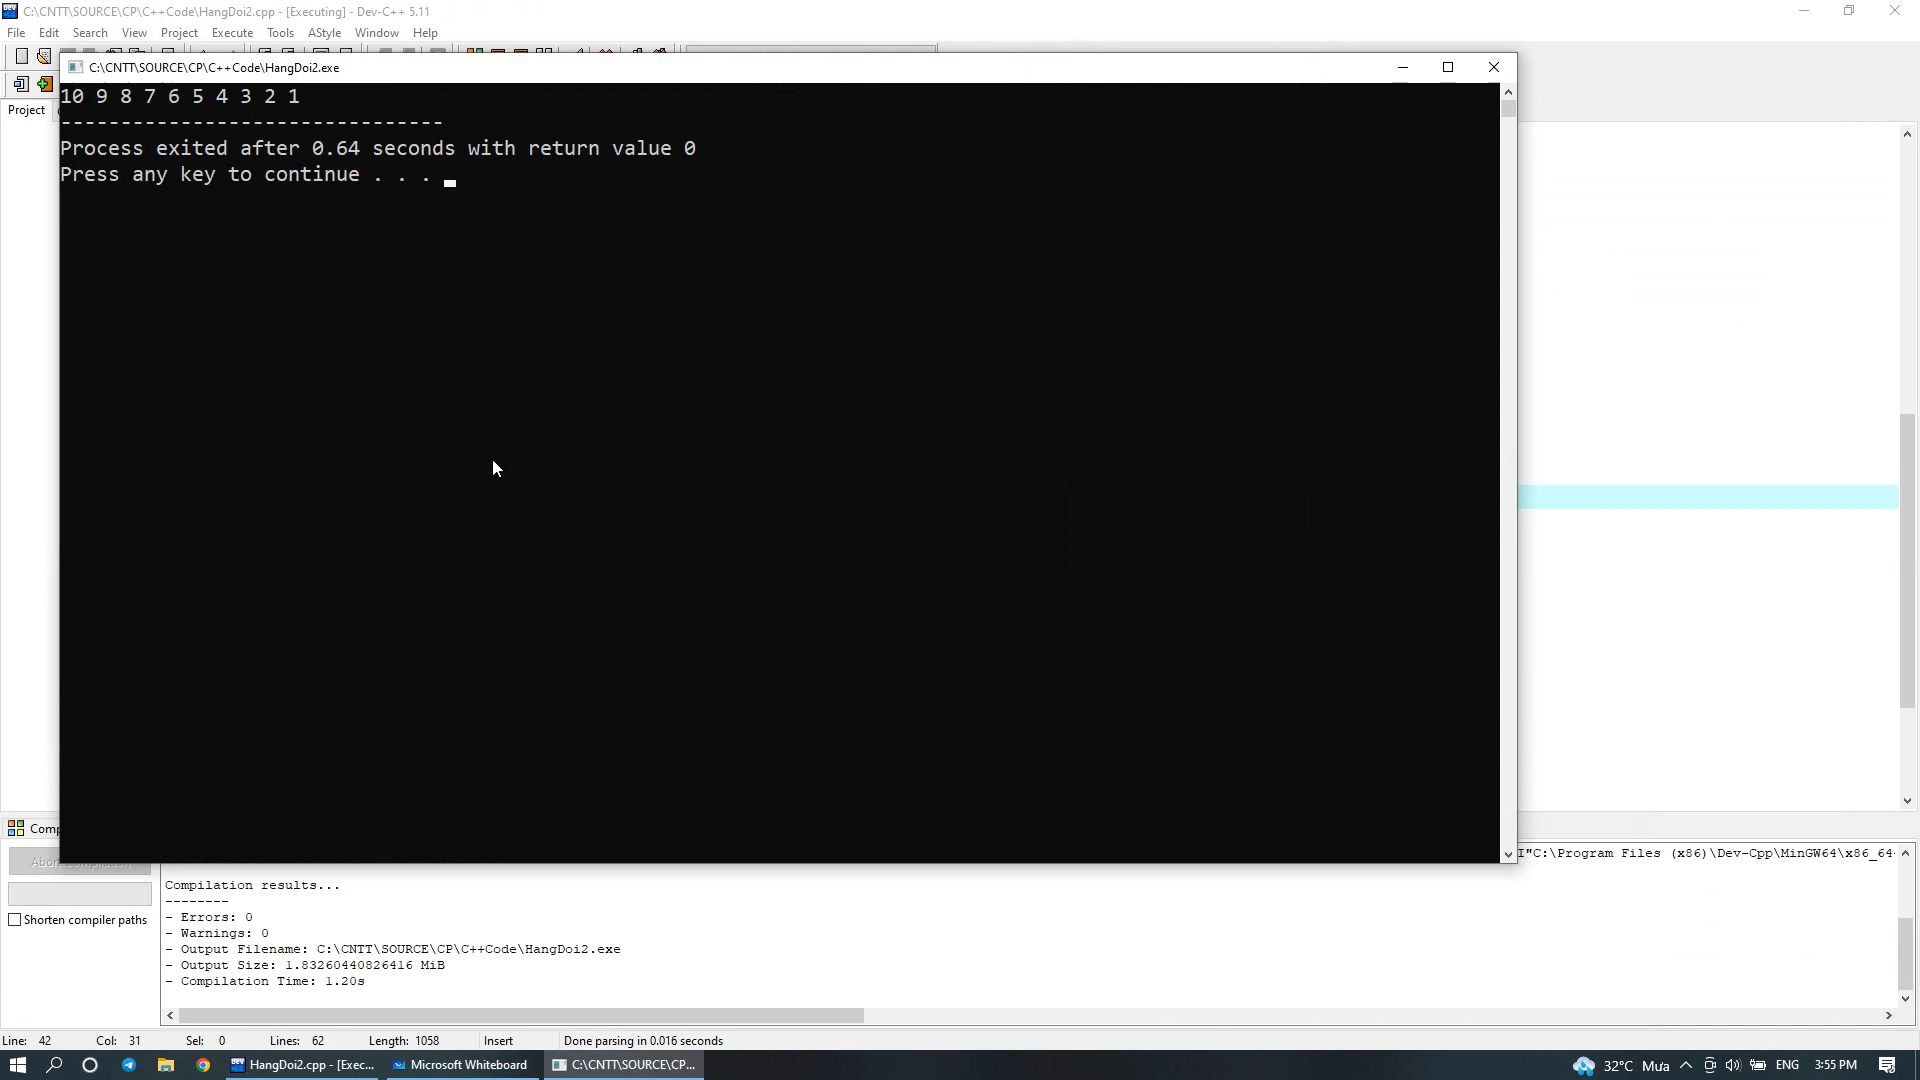 C:\CNTT\SOURCE\CP\C++Code\HangDoi2.cpp - [Executing] - Dev-C++ 5.11
File Edit Search View Project Execute Tools AStyle Window Help
C:\CNTT\SOURCE\CP\C++Code\HangDoi2.exe
Project
10 9 8 7 6 5 4 3 2 1
--------------------------------
Process exited after 0.64 seconds with return value 0
Press any key to continue . . .
Comp
Abort compilation
Shorten compiler paths
I"C:\Program Files (x86)\Dev-Cpp\MinGW64\x86_64-
Compilation results...
--------
- Errors: 0
- Warnings: 0
- Output Filename: C:\CNTT\SOURCE\CP\C++Code\HangDoi2.exe
- Output Size: 1.83260440826416 MiB
- Compilation Time: 1.20s
Line: 42 Col: 31 Sel: 0 Lines: 62 Length: 1058 Insert Done parsing in 0.016 seconds
HangDoi2.cpp - [Exec... Microsoft Whiteboard C:\CNTT\SOURCE\CP... 32°C Mưa ENG 3:55 PM